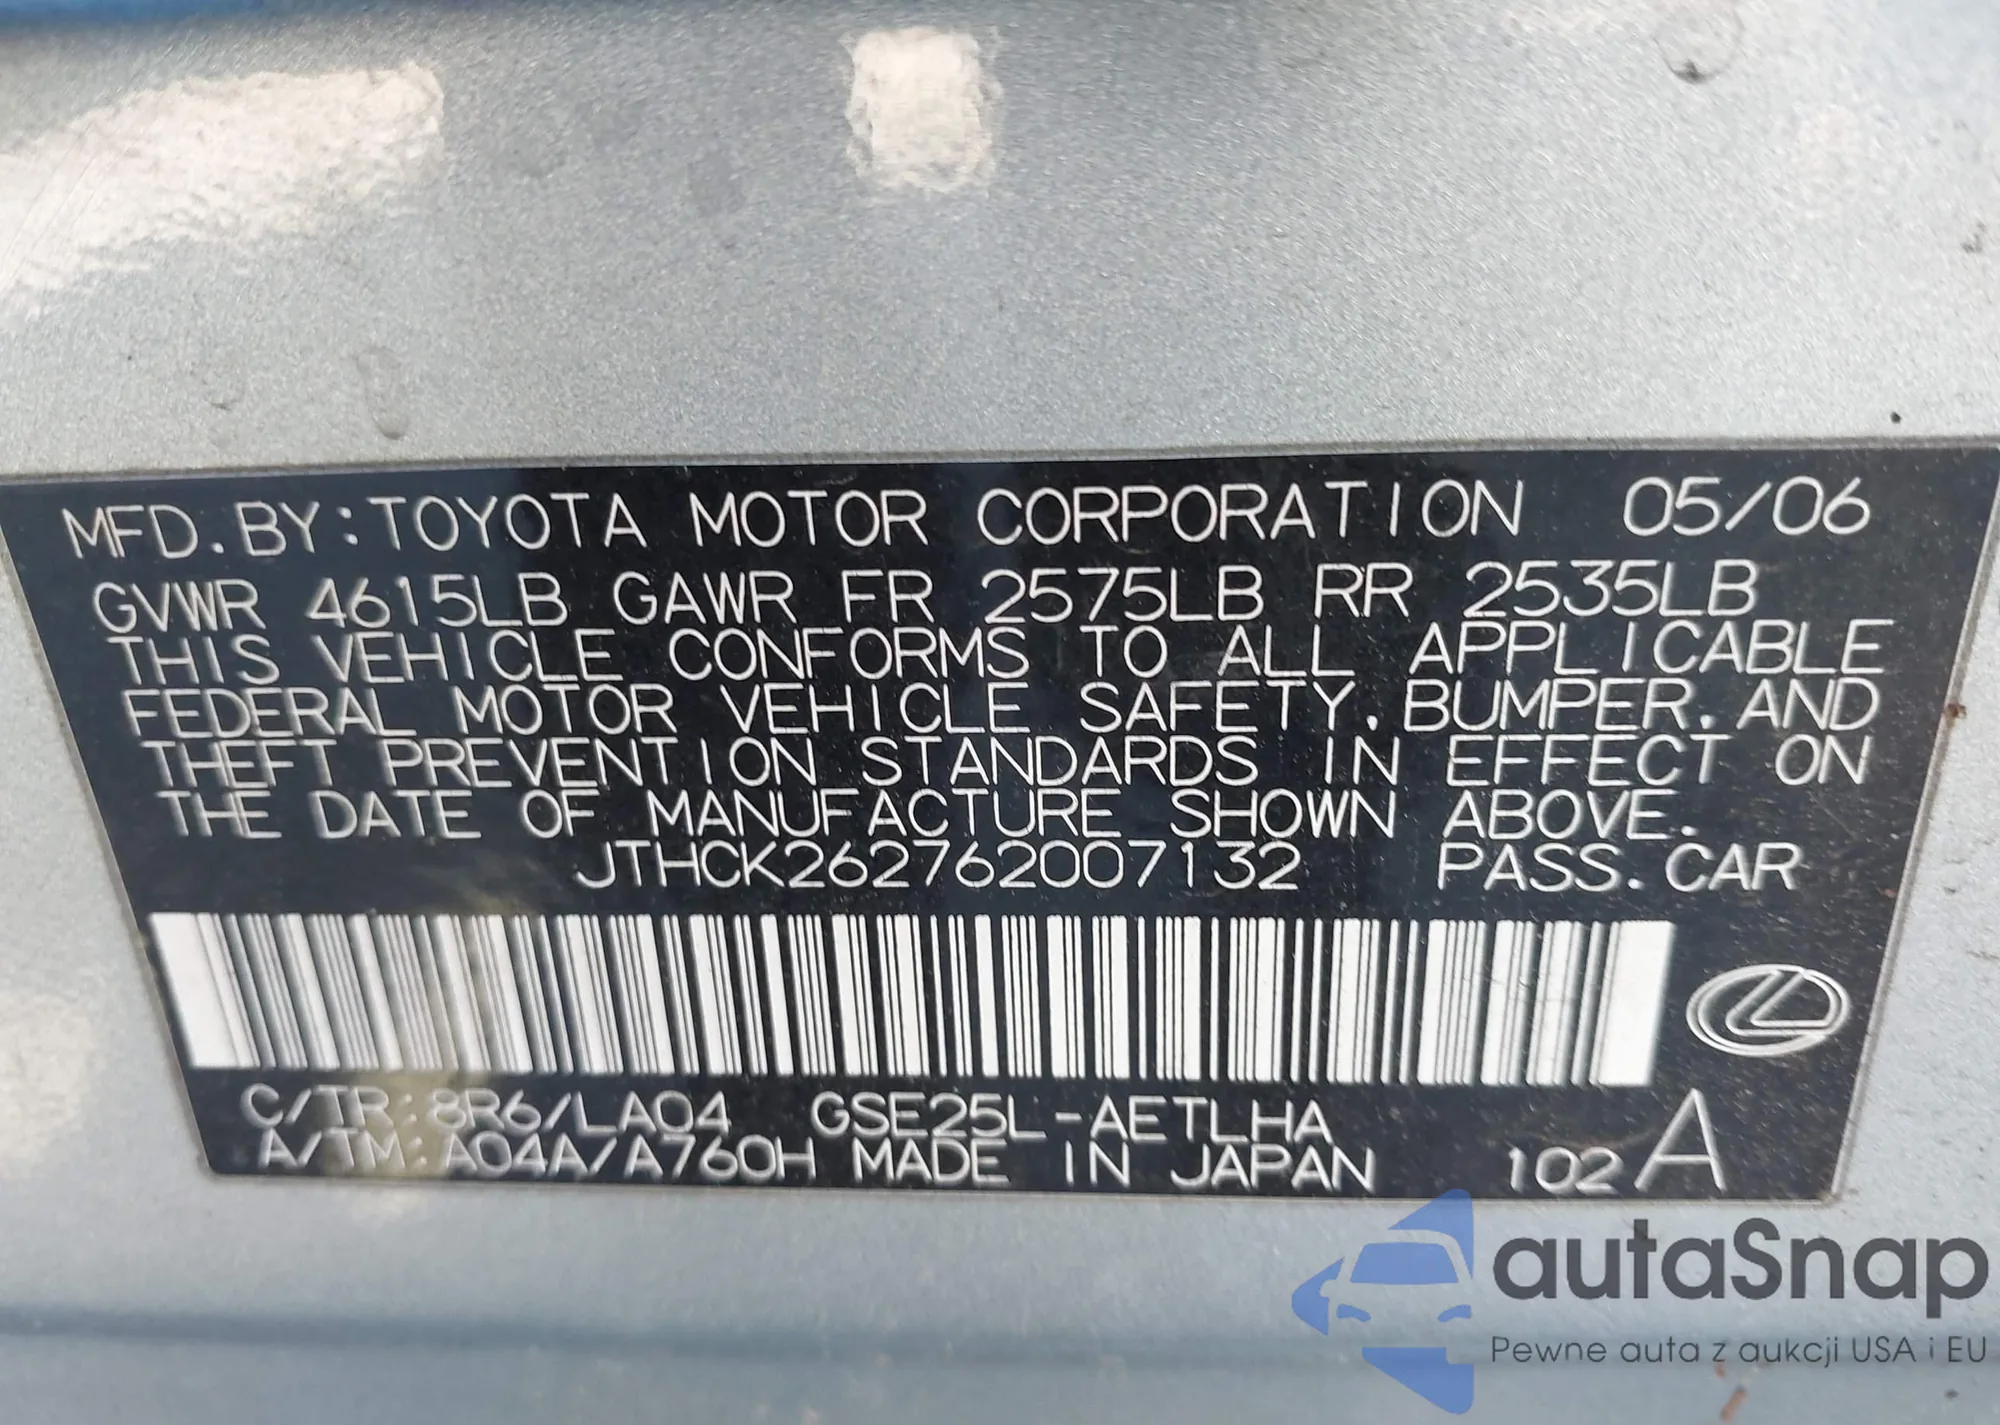 MFD. BY: TOYOTA MOTOR CORPORATION 05/06
GVWR 4615LB GAWR FR 2575LB RR 2535LB
THIS VEHICLE CONFORMS TO ALL APPLICABLE
FEDERAL MOTOR VEHICLE SAFETY, BUMPER, AND
THEFT PREVENTION STANDARDS IN EFFECT ON
THE DATE OF MANUFACTURE SHOWN ABOVE.
JTHCK262762007132 PASS. CAR
C/TR: 8R6/LA04 GSE25L-AETLHA
A/TM: A04A/A760H MADE IN JAPAN 102 A
autaSnap
Pewne auta z aukcji USA i EU